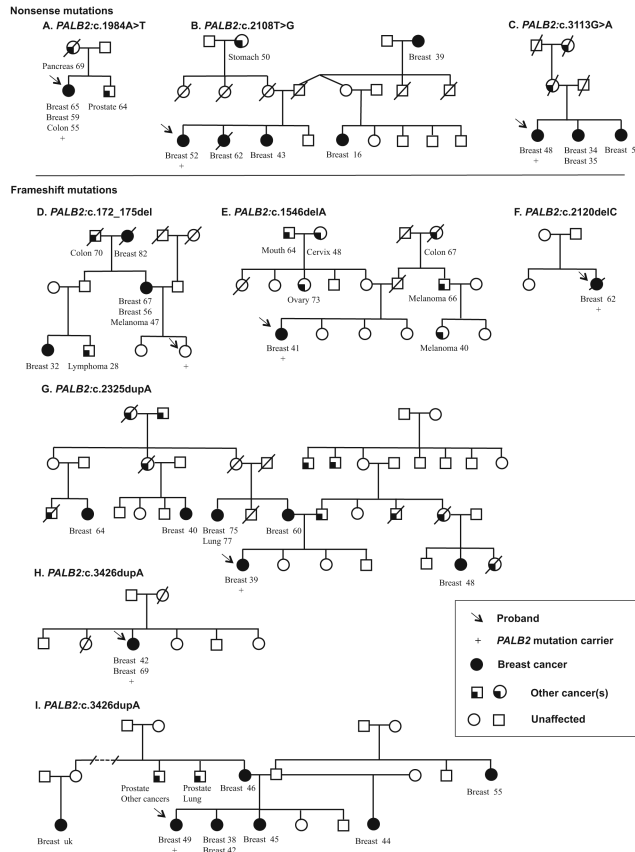 Nonsense mutations
A. PALB2:c.1984A>T
B. PALB2:c.2108T>G
C. PALB2:c.3113G>A
Pancreas 69
Stomach 50
Breast 39
Breast 65
Breast 59
Colon 55
+
Prostate 64
Breast 52
+
Breast 62
Breast 43
Breast 16
Breast 48
+
Breast 34
Breast 35
Frameshift mutations
D. PALB2:c.172_175del
E. PALB2:c.1546delA
F. PALB2:c.2120delC
Colon 70
Breast 82
Mouth 64
Cervix 48
Colon 67
Breast 67
Breast 56
Melanoma 47
Ovary 73
Melanoma 66
Breast 62
+
Breast 32
Lymphoma 28
+
Breast 41
+
Melanoma 40
G. PALB2:c.2325dupA
Breast 64
Breast 40
Breast 75
Lung 77
Breast 60
Breast 39
+
Breast 48
H. PALB2:c.3426dupA
Breast 42
Breast 69
+
I. PALB2:c.3426dupA
Prostate
Other cancers
Prostate
Lung
Breast 46
Breast 55
Breast uk
Breast 49
+
Breast 38
Breast 42
Breast 45
Breast 44
Proband
+ PALB2 mutation carrier
Breast cancer
Other cancer(s)
Unaffected